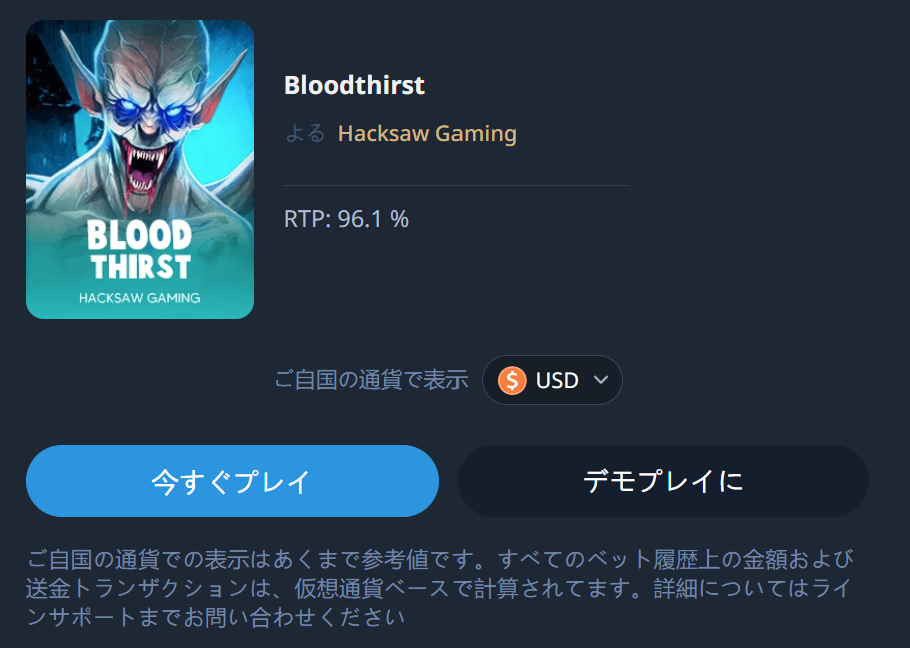 BLOOD
THIRST
HACKSAW GAMING
Bloodthirst
よる Hacksaw Gaming
RTP: 96.1 %
ご自国の通貨で表示 $ USD
今すぐプレイ
デモプレイに
ご自国の通貨での表示はあくまで参考値です。すべてのベット履歴上の金額および
送金トランザクションは、仮想通貨ベースで計算されてます。詳細についてはライ
ンサポートまでお問い合わせください